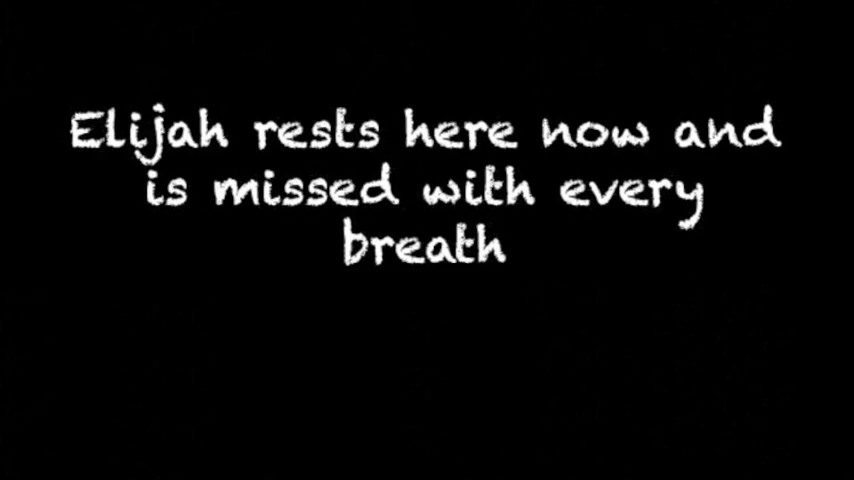 Elijah rests here now and
is missed with every
breath